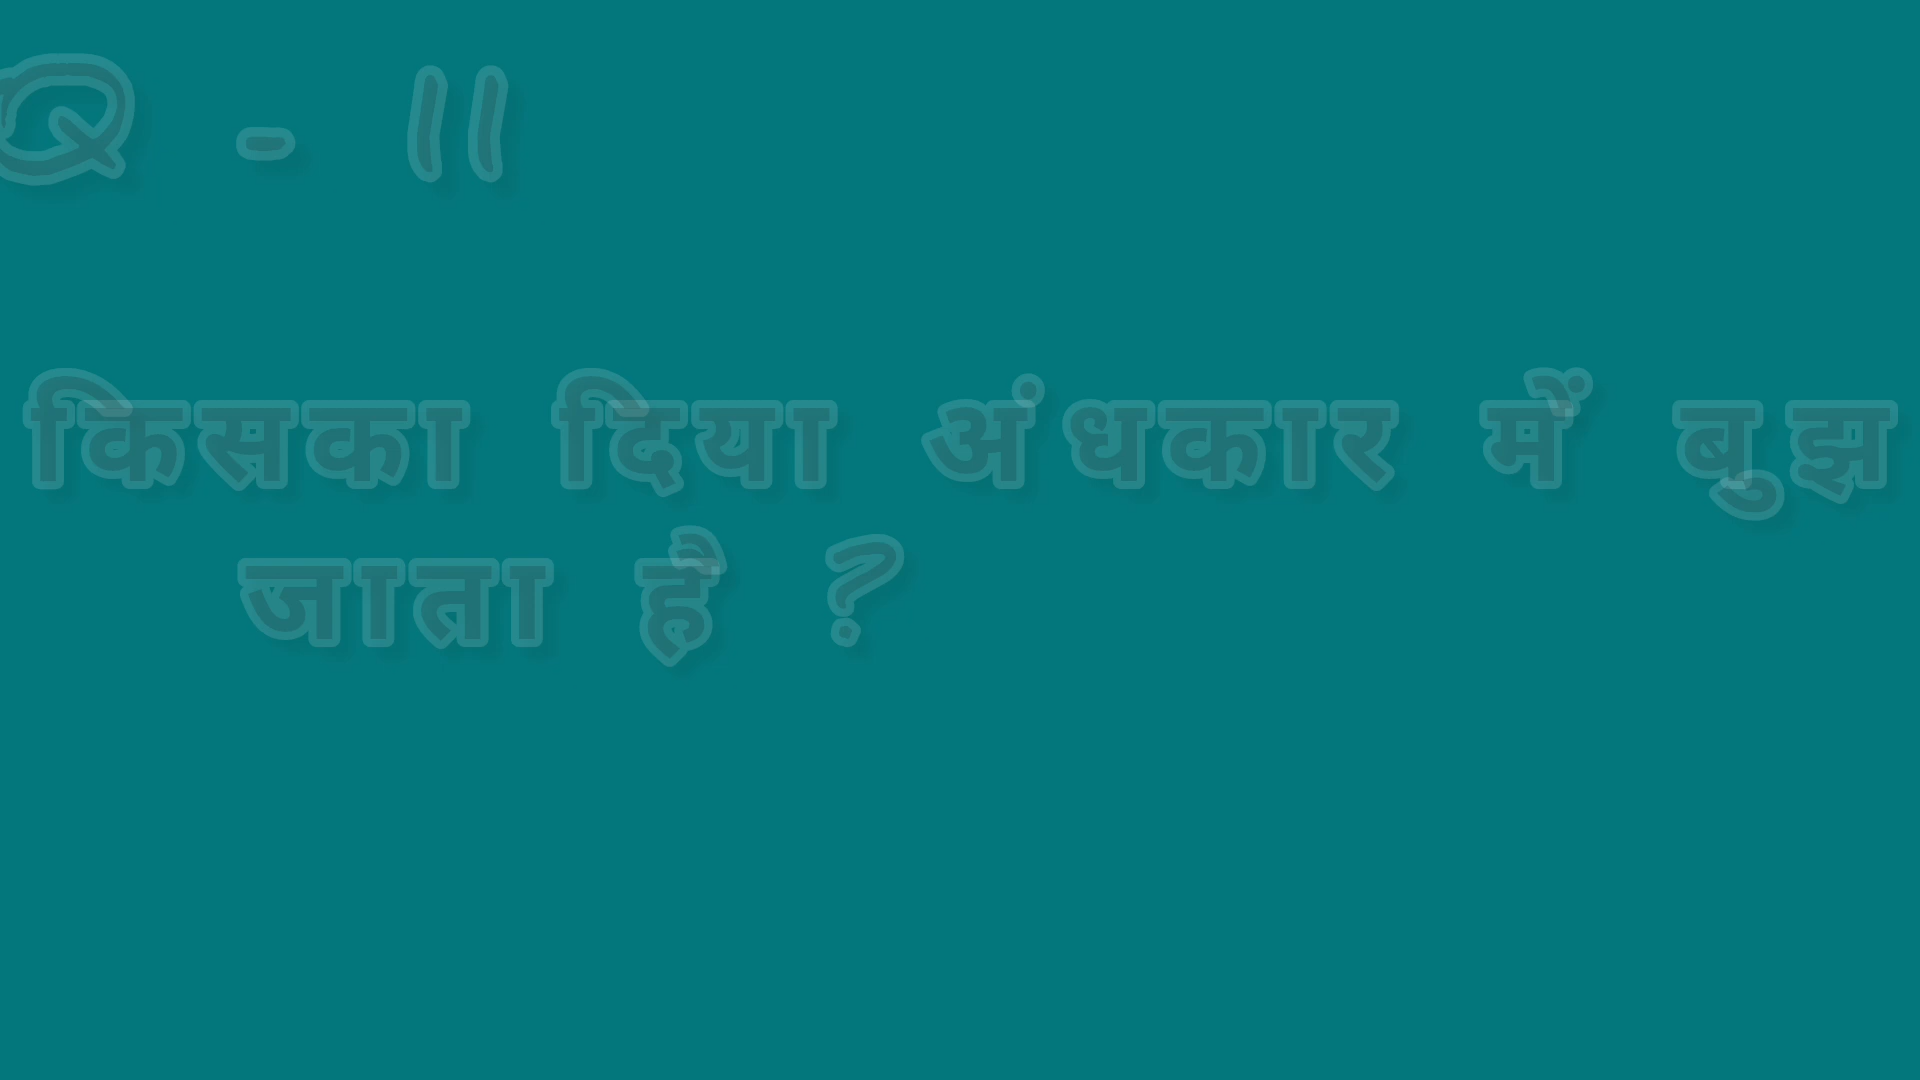 Q - 11
किसका दिया अंधकार में बुझ
जाता है ?